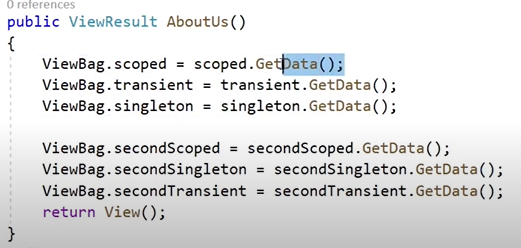 0 references
public ViewResult AboutUs()
{
ViewBag.scoped = scoped.GetData();
ViewBag.transient = transient.GetData();
ViewBag.singleton = singleton.GetData();
ViewBag.secondScoped = secondScoped.GetData();
ViewBag.secondSingleton = secondSingleton.GetData();
ViewBag.secondTransient = secondTransient.GetData();
return View();
}